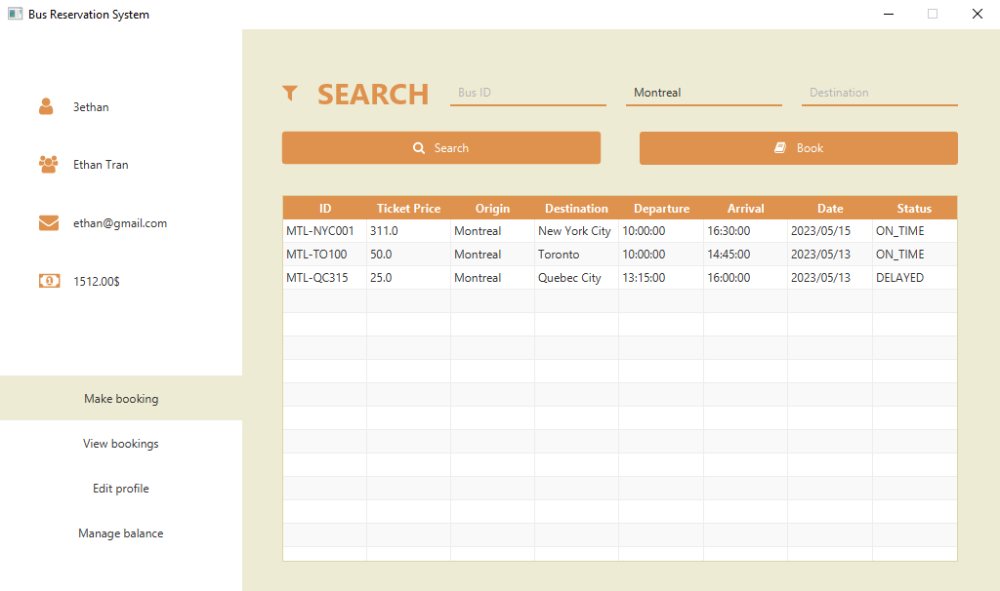 Bus Reservation System
3ethan
Ethan Tran
ethan@gmail.com
1512.00$
Make booking
View bookings
Edit profile
Manage balance
SEARCH Bus ID Montreal Destination
Search Book
ID Ticket Price Origin Destination Departure Arrival Date Status
MTL-NYC001 311.0 Montreal New York City 10:00:00 16:30:00 2023/05/15 ON_TIME
MTL-TO100 50.0 Montreal Toronto 10:00:00 14:45:00 2023/05/13 ON_TIME
MTL-QC315 25.0 Montreal Quebec City 13:15:00 16:00:00 2023/05/13 DELAYED